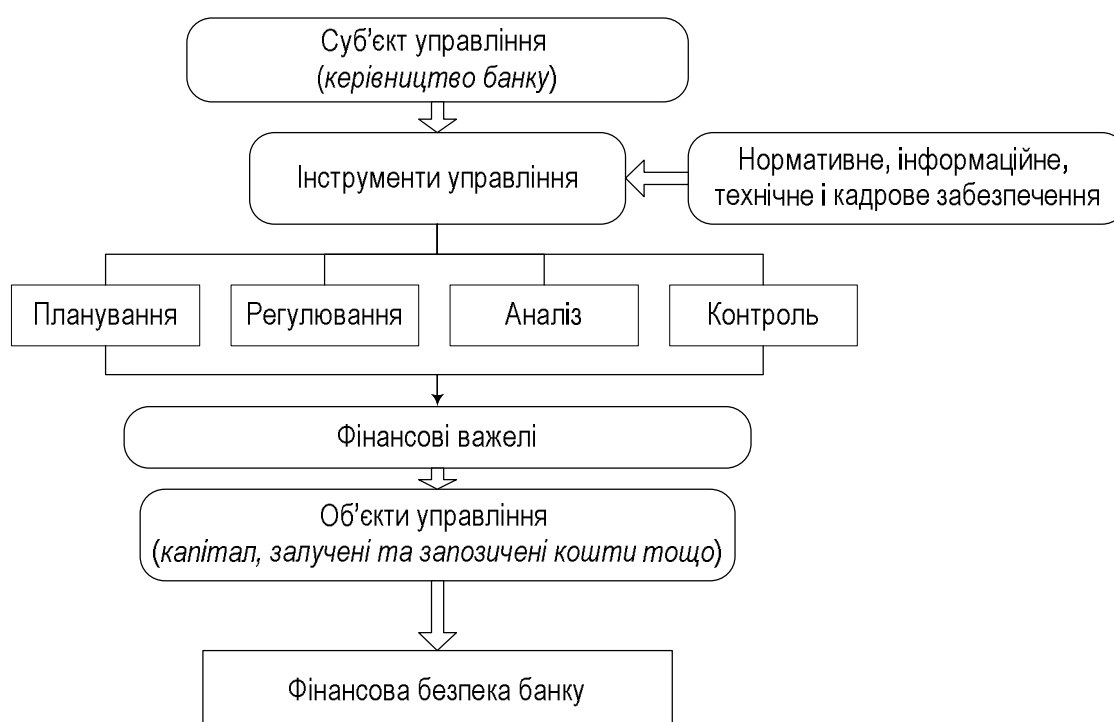 Суб’єкт управління
(керівництво банку)
Інструменти управління
Нормативне, інформаційне,
технічне і кадрове забезпечення
Планування
Регулювання
Аналіз
Контроль
Фінансові важелі
Об’єкти управління
(капітал, залучені та запозичені кошти тощо)
Фінансова безпека банку